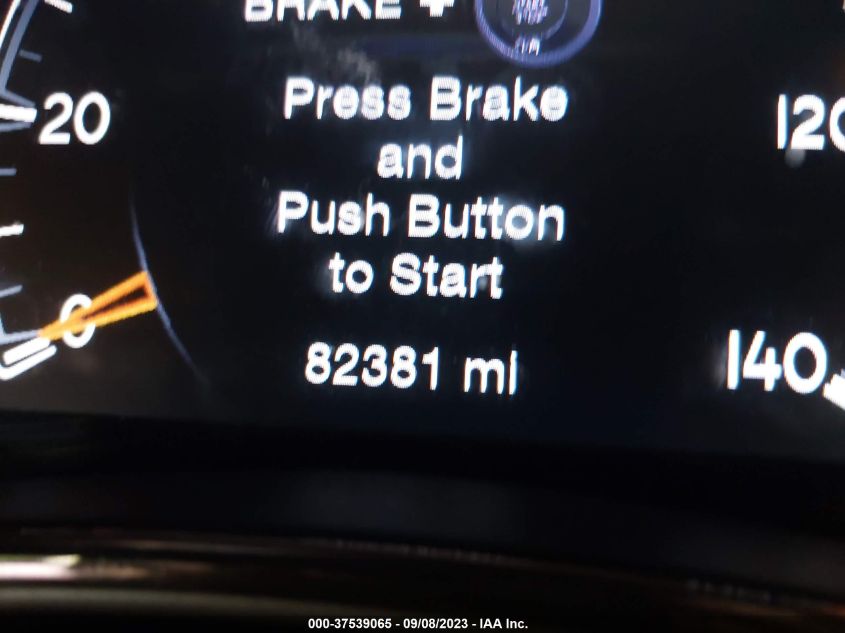 BRAKE +
Press Brake
and
Push Button
to Start
82381 mi
20
0
120
140
000-37539065 - 09/08/2023 - IAA Inc.